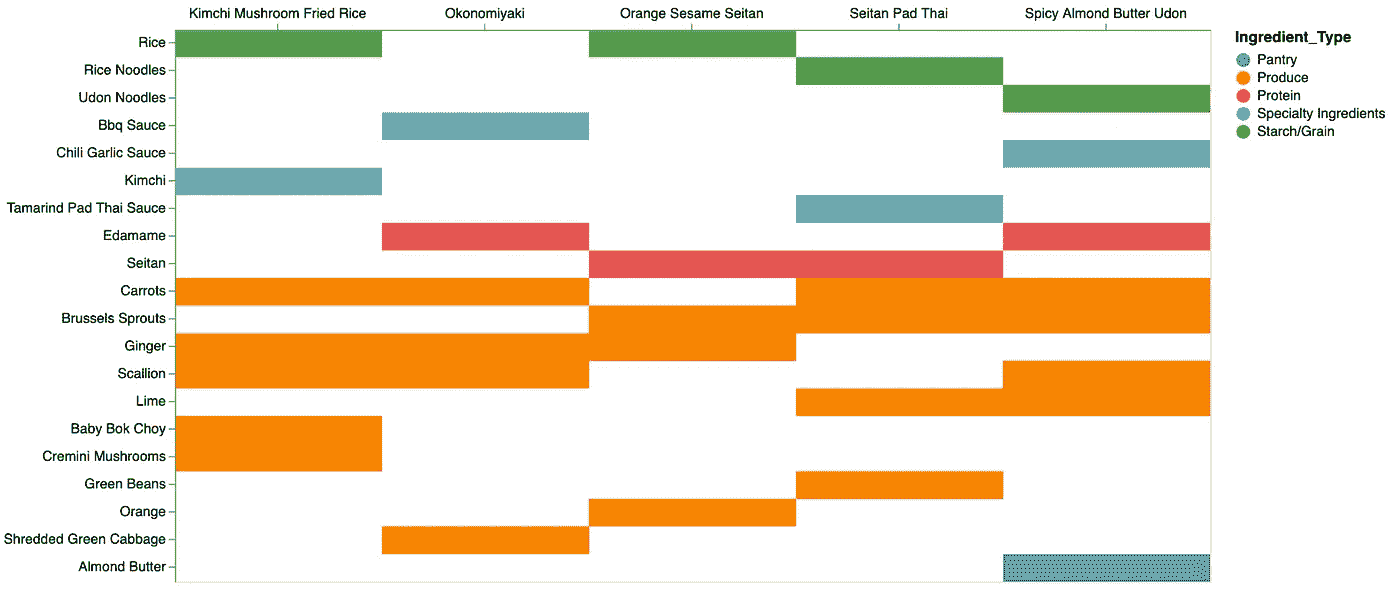 Kimchi Mushroom Fried Rice Okonomiyaki Orange Sesame Seitan Seitan Pad Thai Spicy Almond Butter Udon
Ingredient_Type
Pantry
Produce
Protein
Specialty Ingredients
Starch/Grain
Rice
Rice Noodles
Udon Noodles
Bbq Sauce
Chili Garlic Sauce
Kimchi
Tamarind Pad Thai Sauce
Edamame
Seitan
Carrots
Brussels Sprouts
Ginger
Scallion
Lime
Baby Bok Choy
Cremini Mushrooms
Green Beans
Orange
Shredded Green Cabbage
Almond Butter